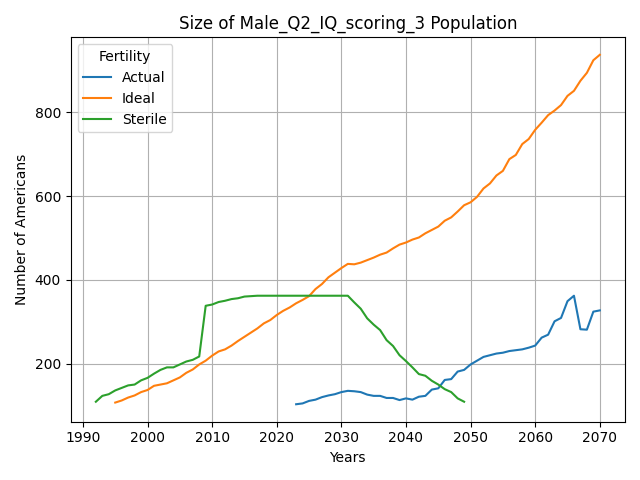 Size of Male_Q2_IQ_scoring_3 Population
Fertility
Actual
Ideal
Sterile
Number of Americans
800
600
400
200
1990 2000 2010 2020 2030 2040 2050 2060 2070
Years